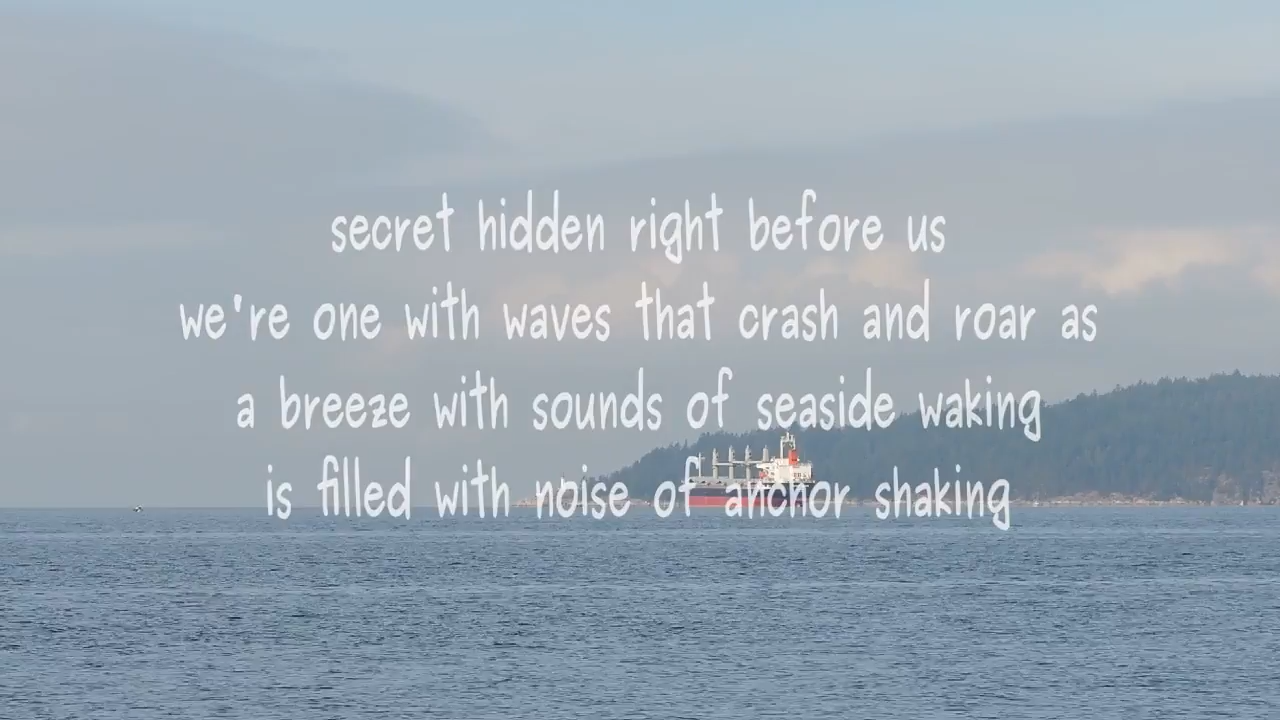 secret hidden right before us
we're one with waves that crash and roar as
a breeze with sounds of seaside waking
is filled with noise of anchor shaking